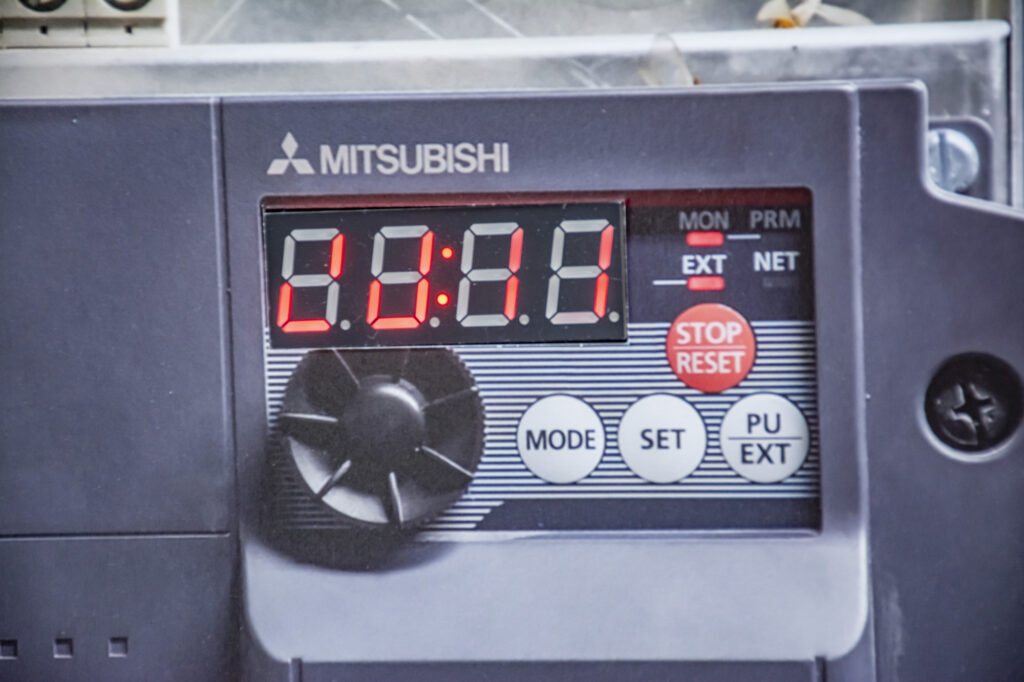 MITSUBISHI
MON PRM
EXT NET
STOP
RESET
MODE SET PU
EXT